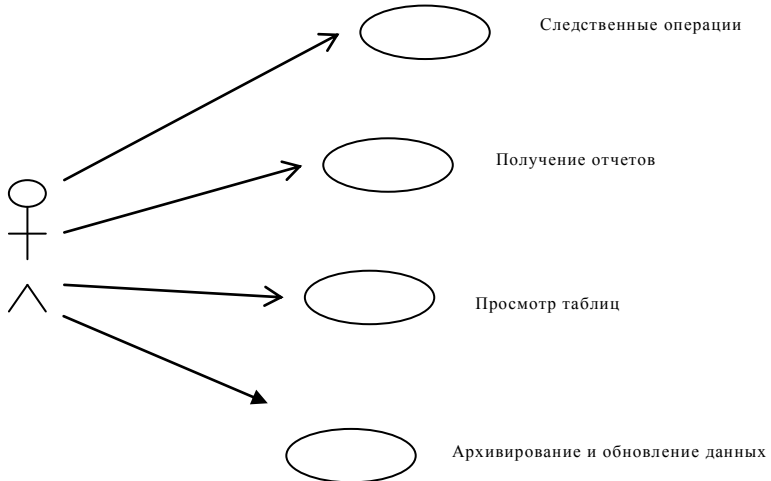 Следственные операции
Получение отчетов
Просмотр таблиц
Архивирование и обновление данных